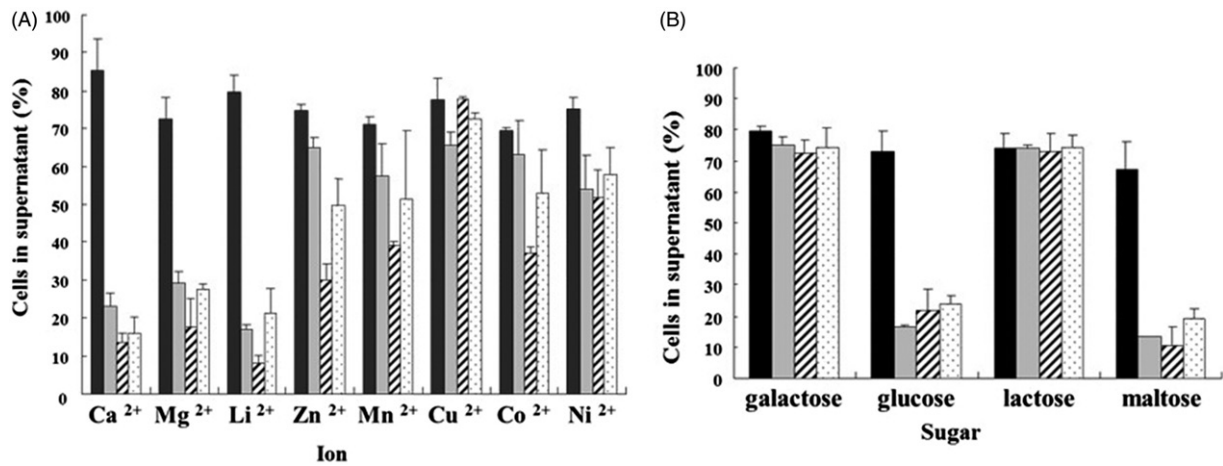 (A)
100
90
80
70
60
50
40
30
20
10
0
Cells in supernatant (%)
Ca 2+ Mg 2+ Li 2+ Zn 2+ Mn 2+ Cu 2+ Co 2+ Ni 2+
Ion
(B)
100
90
80
70
60
50
40
30
20
10
0
Cells in supernatant (%)
galactose glucose lactose maltose
Sugar